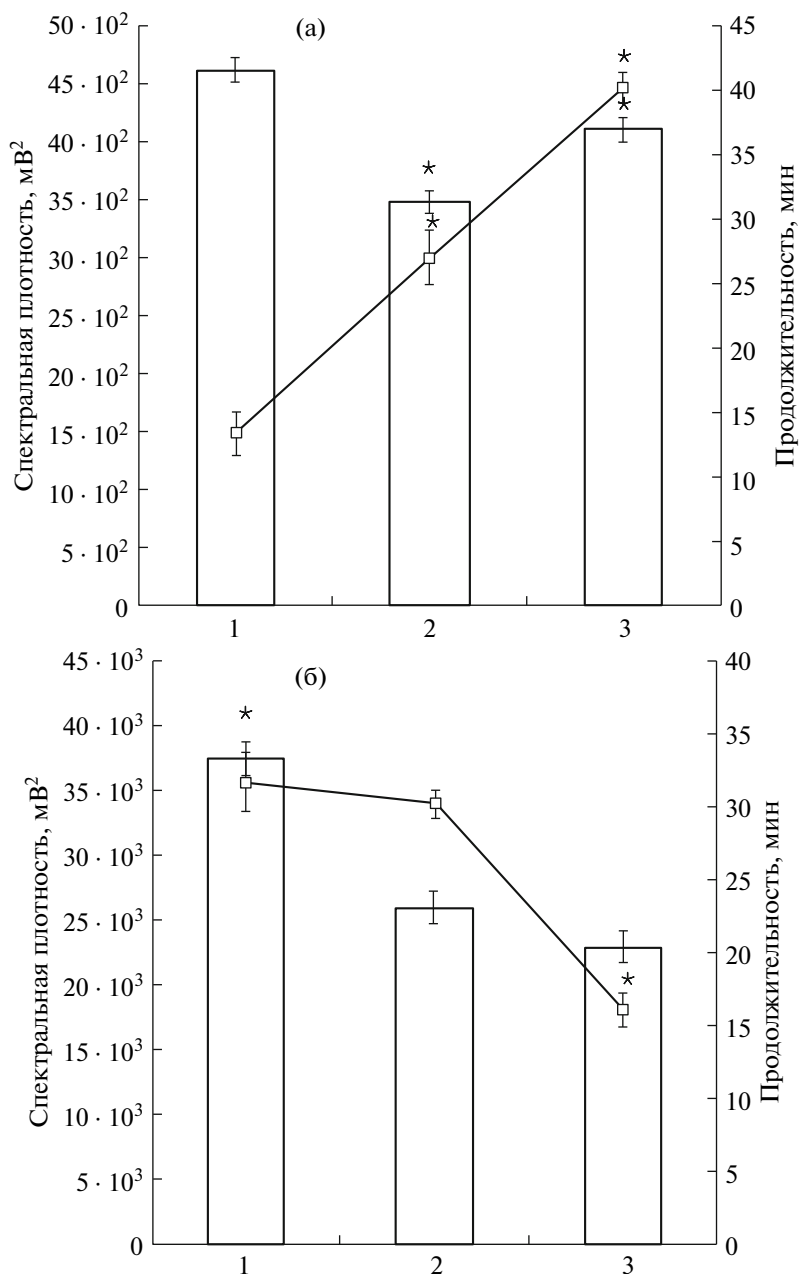 (а)
Спектральная плотность, мВ²
50 · 10²
45 · 10²
40 · 10²
35 · 10²
30 · 10²
25 · 10²
20 · 10²
15 · 10²
10 · 10²
5 · 10²
0
45
40
35
30
25
20
15
10
5
0
Продолжительность, мин
1 2 3
(б)
Спектральная плотность, мВ²
45 · 10³
40 · 10³
35 · 10³
30 · 10³
25 · 10³
20 · 10³
15 · 10³
10 · 10³
5 · 10³
0
40
35
30
25
20
15
10
5
0
Продолжительность, мин
1 2 3